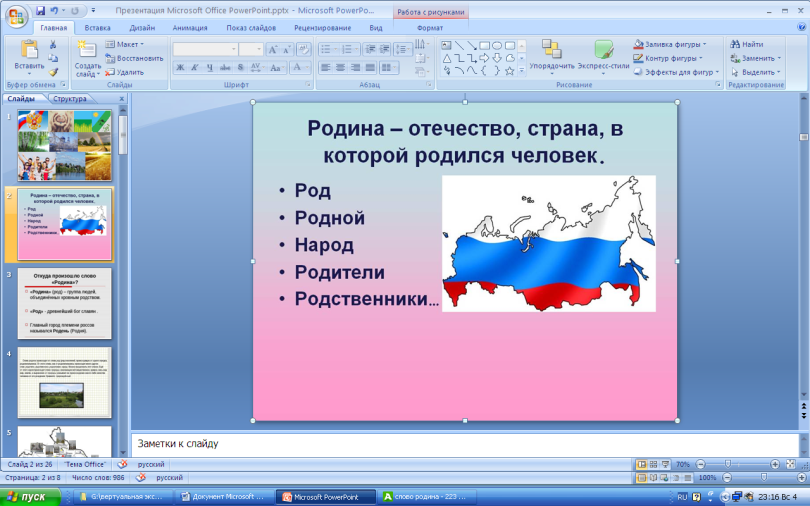 Презентация Microsoft Office PowerPoint.pptx - Microsoft PowerPo...
Работа с рисунками
Главная Вставка Дизайн Анимация Показ слайдов Рецензирование Вид Формат
Вставить
Создать слайд
Макет
Восстановить
Удалить
Упорядочить
Экспресс-стили
Заливка фигуры
Контур фигуры
Эффекты для фигур
Найти
Заменить
Выделить
Буфер обмена Слайды Шрифт Абзац Рисование Редактирование
Слайды Структура
1
2
Родина – отечество, страна, в
которой родился человек.
Род
Родной
Народ
Родители
Родственники...
3
Откуда произошло слово
«Родина»?
«Родина» (род) – группа людей,
объединённых кровным родством.
«Род» - древнейший бог славян.
Главный город племени россов
назывался Родень (Родня).
4
5
Родина – отечество, страна, в
которой родился человек.
• Род
• Родной
• Народ
• Родители
• Родственники...
Заметки к слайду
Слайд 2 из 26 "Тема Office" русский 70%
Страница: 2 из 8 Число слов: 986 русский 100%
пуск G:\вертуальная экс... Документ Microsoft ... Microsoft PowerPoint слово родина - 223 ... RU 23:16 Вс 4